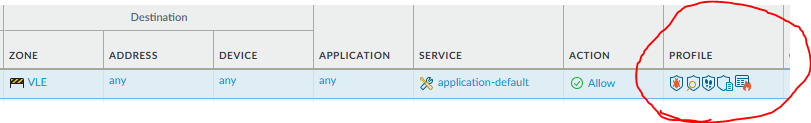 Destination
ZONE ADDRESS DEVICE APPLICATION SERVICE ACTION PROFILE
VLE any any any application-default Allow